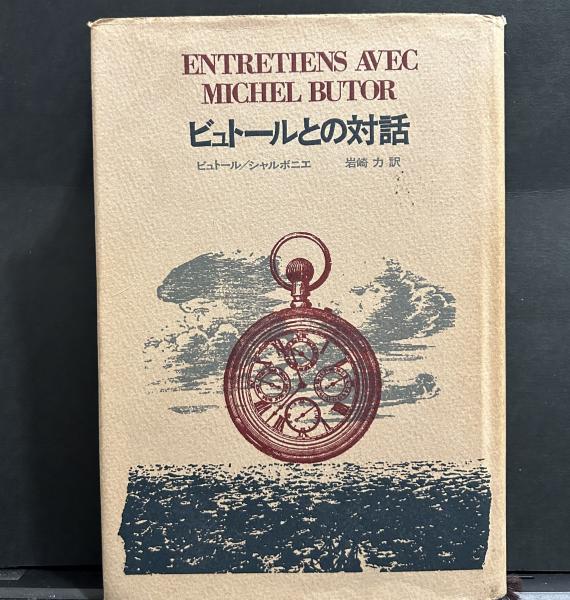 ENTRETIENS AVEC
MICHEL BUTOR
ビュトールとの対話
ビュトール/シャルボニエ 岩崎 力 訳